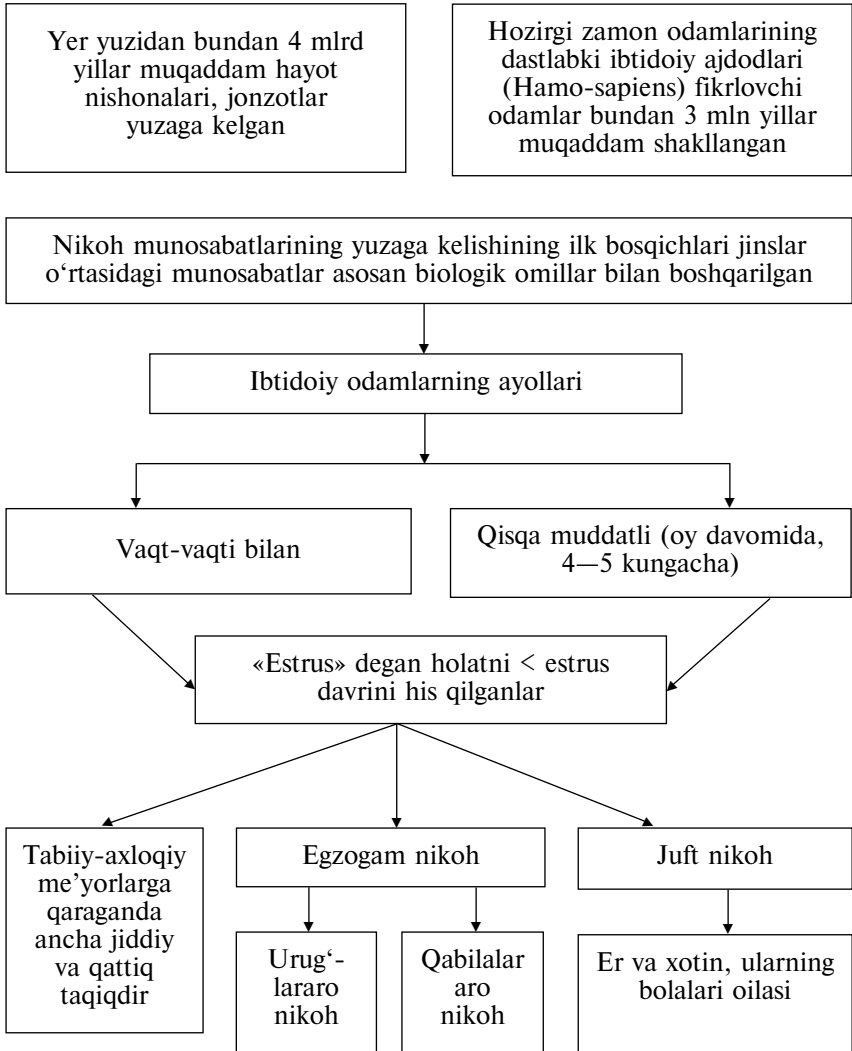 Yer yuzidan bundan 4 mlrd
yillar muqaddam hayot
nishonalari, jonzotlar
yuzaga kelgan
Hozirgi zamon odamlarining
dastlabki ibtidoiy ajdodlari
(Hamo-sapiens) fikrlovchi
odamlar bundan 3 mln yillar
muqaddam shakllangan
Nikoh munosabatlarining yuzaga kelishining ilk bosqichlari jinslar
o‘rtasidagi munosabatlar asosan biologik omillar bilan boshqarilgan
Ibtidoiy odamlarning ayollari
Vaqt-vaqti bilan
Qisqa muddatli (oy davomida,
4—5 kungacha)
«Estrus» degan holatni < estrus
davrini his qilganlar
Tabiiy-axloqiy
me’yorlarga
qaraganda
ancha jiddiy
va qattiq
taqiqdir
Egzogam nikoh
Urug‘-
lararo
nikoh
Qabilalar
aro
nikoh
Juft nikoh
Er va xotin, ularning
bolalari oilasi